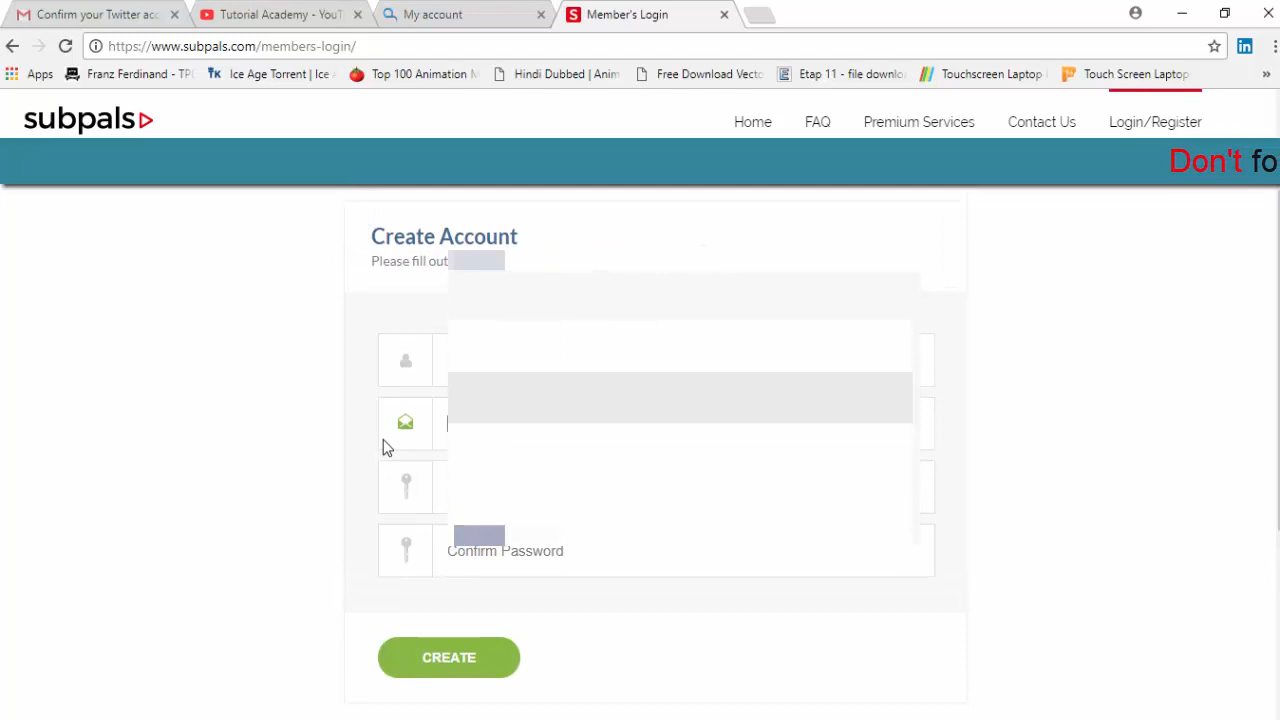 Confirm your Twitter acc
Tutorial Academy - YouT
My account
Member's Login
https://www.subpals.com/members-login/
Apps
Franz Ferdinand - TP
Ice Age Torrent | Ice
Top 100 Animation M
Hindi Dubbed | Anim
Free Download Vecto
Etap 11 - file downlo
Touchscreen Laptop
Touch Screen Laptop
»
subpals
Home
FAQ
Premium Services
Contact Us
Login/Register
Don't fo
Create Account
Please fill out
Confirm Password
CREATE